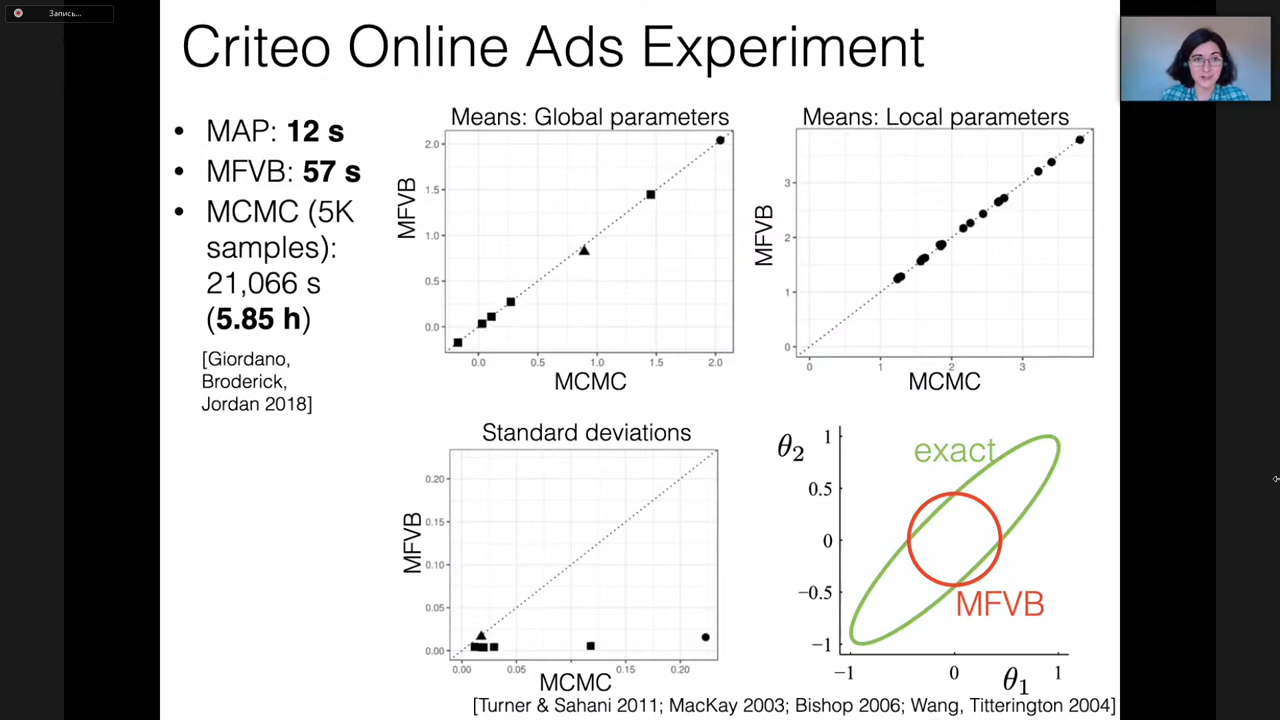 Запись...
Criteo Online Ads Experiment
• MAP: 12 s
• MFVB: 57 s
• MCMC (5K
samples):
21,066 s
(5.85 h)
[Giordano,
Broderick,
Jordan 2018]
Means: Global parameters
MFVB
2.0
1.5
1.0
0.5
0.0
0.0 0.5 1.0 1.5 2.0
MCMC
Means: Local parameters
MFVB
3
2
1
0
0 1 2 3
MCMC
Standard deviations
MFVB
0.20
0.15
0.10
0.05
0.00
0.00 0.05 0.15 0.20
MCMC
θ₂
exact
MFVB
1
0.5
0
−0.5
−1
−1 0 1
θ₁
[Turner & Sahani 2011; MacKay 2003; Bishop 2006; Wang, Titterington 2004]